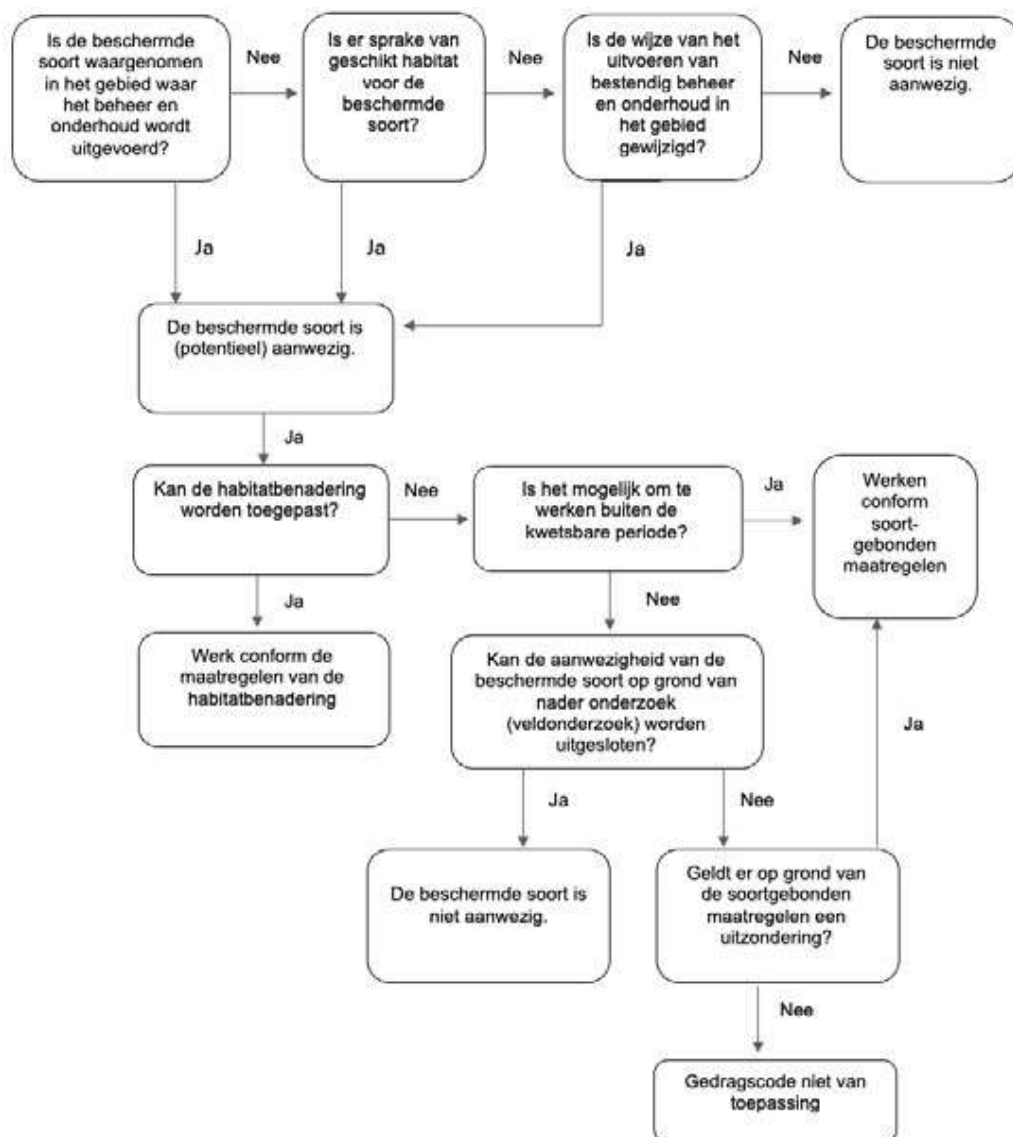 Is de beschermde
soort waargenomen
in het gebied waar
het beheer en
onderhoud wordt
uitgevoerd?
Nee
Is er sprake van
geschikt habitat
voor de
beschermde
soort?
Nee
Is de wijze van het
uitvoeren van
bestendig beheer
en onderhoud in
het gebied
gewijzigd?
Nee
De beschermde
soort is niet
aanwezig.
Ja
Ja
Ja
De beschermde soort is
(potentieel) aanwezig.
Ja
Kan de habitatbenadering
worden toegepast?
Nee
Is het mogelijk om te
werken buiten de
kwetsbare periode?
Ja
Werken
conform
soort-
gebonden
maatregelen
Ja
Nee
Werk conform de
maatregelen van de
habitatbenadering
Kan de aanwezigheid van de
beschermde soort op grond van
nader onderzoek
(veldonderzoek) worden
uitgesloten?
Ja
Ja
Nee
De beschermde soort is
niet aanwezig.
Geldt er op grond van
de soortgebonden
maatregelen een
uitzondering?
Nee
Gedragscode niet van
toepassing